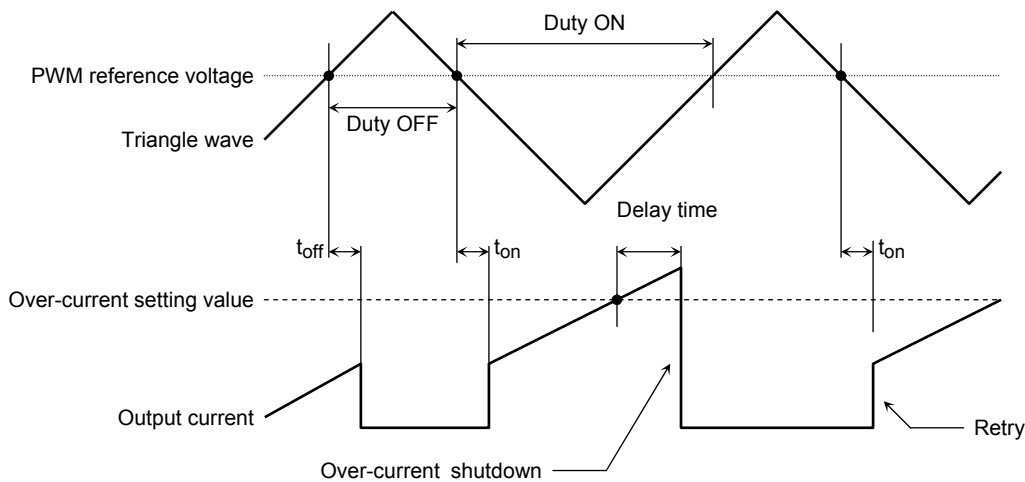 Duty ON
PWM reference voltage
Duty OFF
Triangle wave
Delay time
toff
ton
ton
Over-current setting value
Output current
Retry
Over-current shutdown